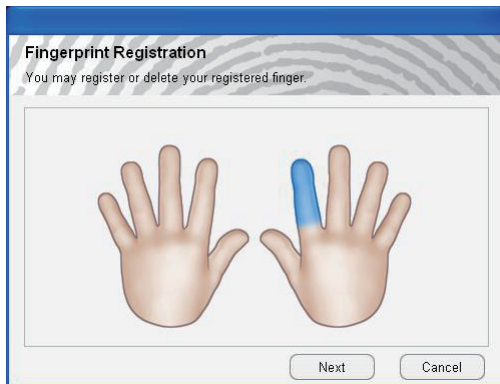 Fingerprint Registration
You may register or delete your registered finger.
Next
Cancel